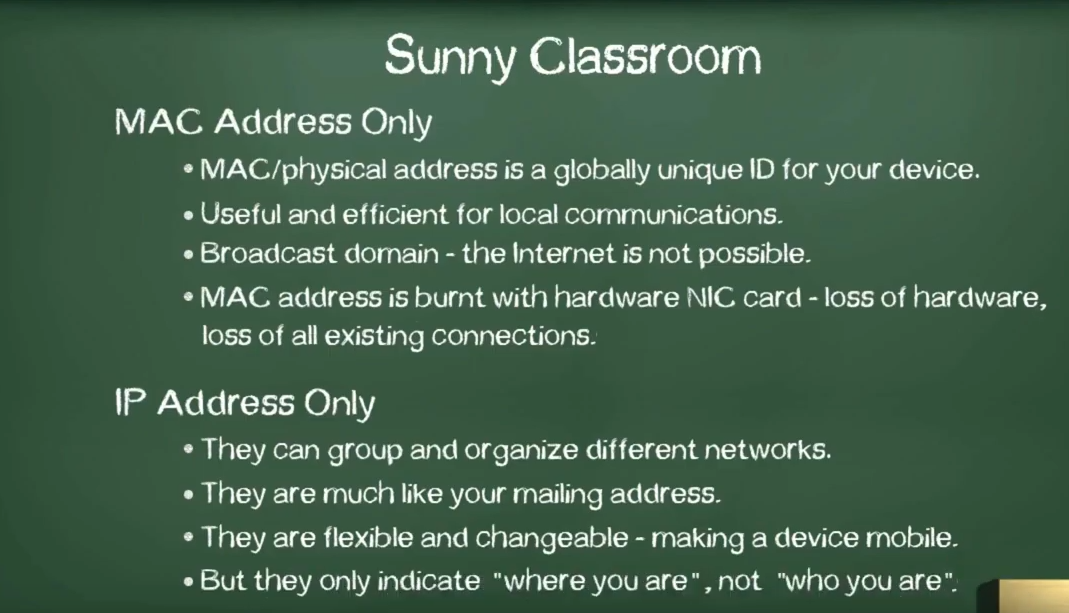 Sunny Classroom
MAC Address Only
• MAC/physical address is a globally unique ID for your device.
• Useful and efficient for local communications.
• Broadcast domain - the Internet is not possible.
• MAC address is burnt with hardware NIC card - loss of hardware,
loss of all existing connections.
IP Address Only
• They can group and organize different networks.
• They are much like your mailing address.
• They are flexible and changeable - making a device mobile.
• But they only indicate "where you are", not "who you are".